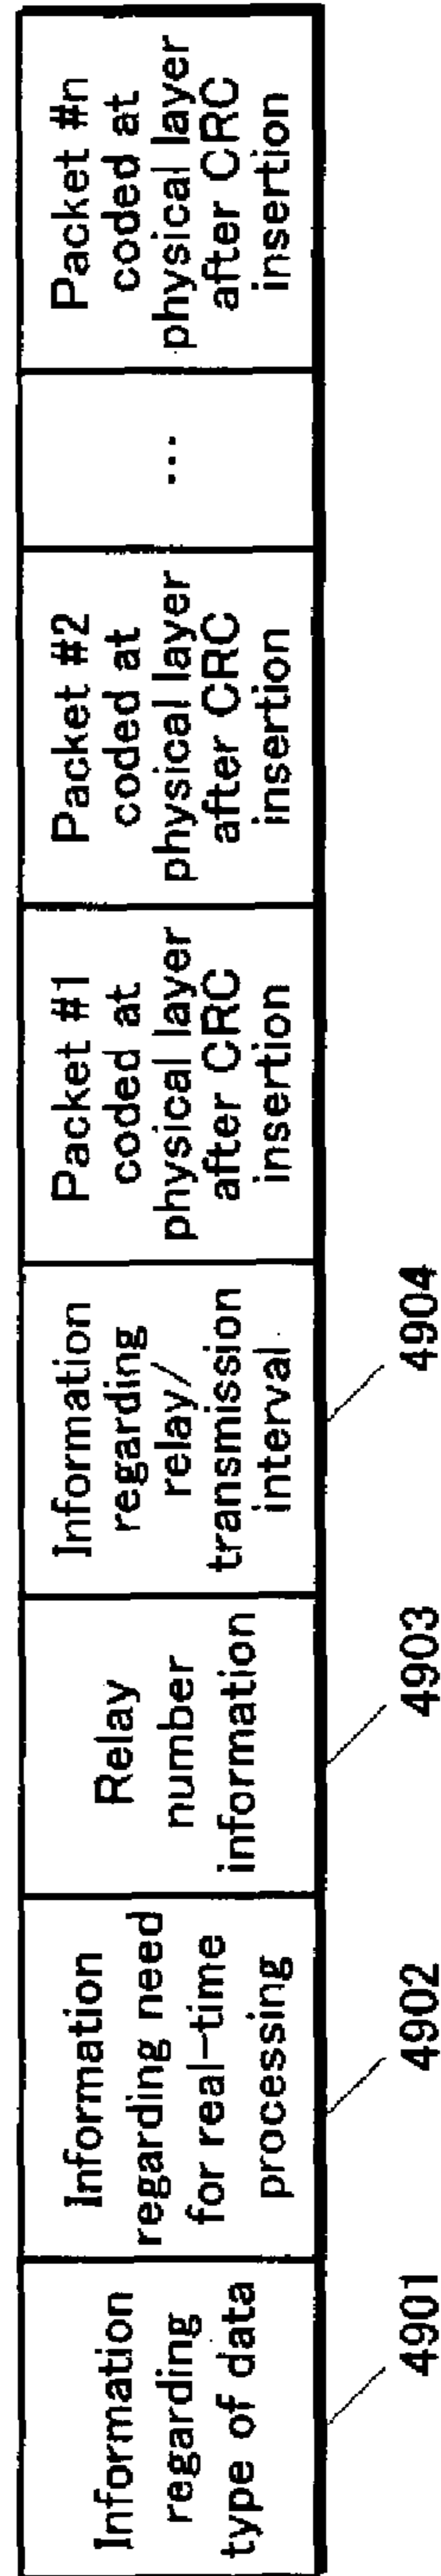 Information
regarding
type of data
Information
regarding need
for real-time
processing
Relay
number
information
Information
regarding
relay/
transmission
interval
Packet #1
coded at
physical layer
after CRC
insertion
Packet #2
coded at
physical layer
after CRC
insertion
...
Packet #n
coded at
physical layer
after CRC
insertion
4901
4902
4903
4904